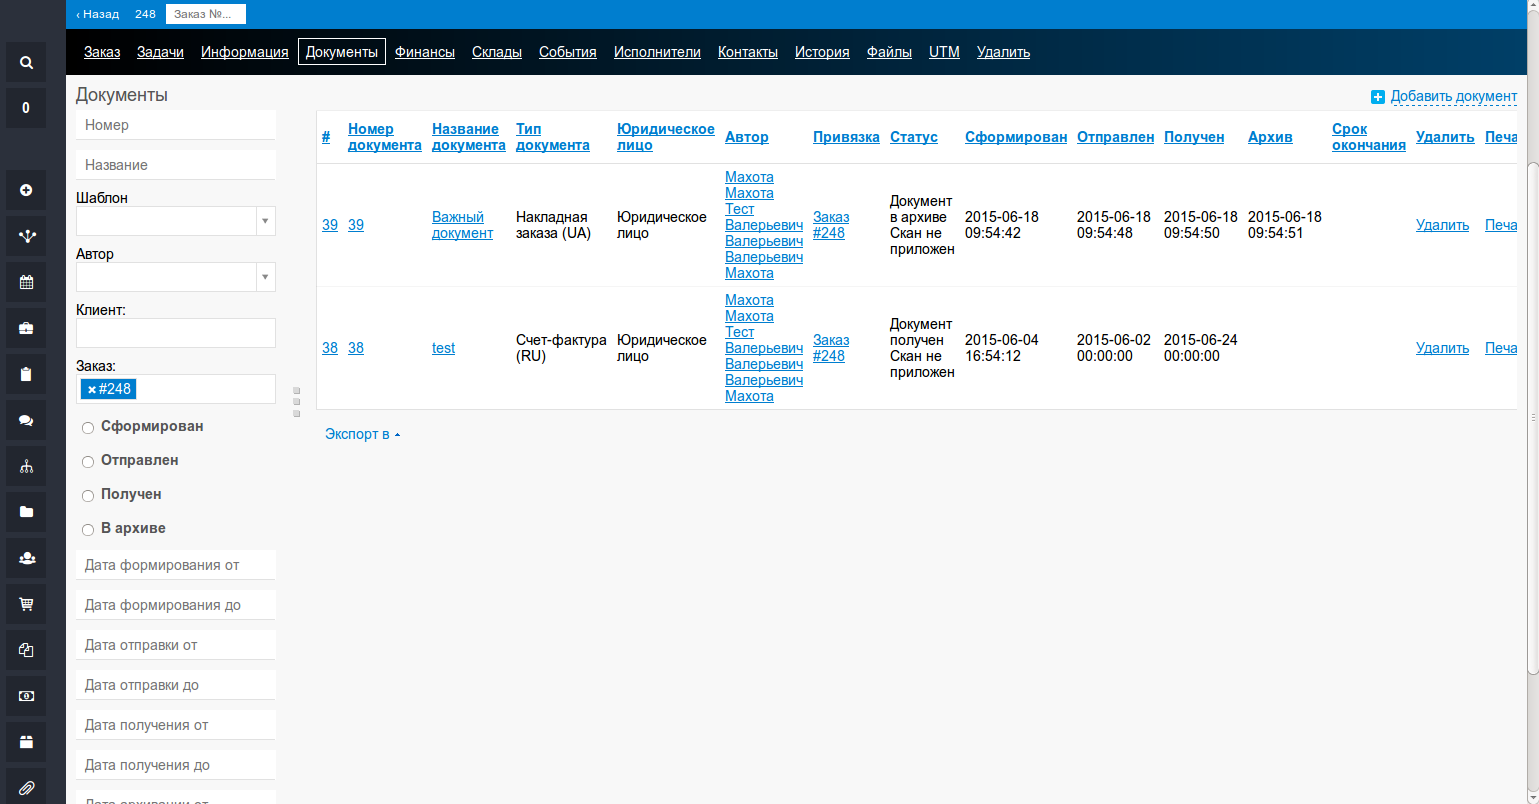 ‹ Назад 248 Заказ №...
Заказ Задачи Информация Документы Финансы Склады События Исполнители Контакты История Файлы UTM Удалить
0
Документы
Добавить документ
Номер
Название
Шаблон
Автор
Клиент:
Заказ:
×#248
Сформирован
Отправлен
Получен
В архиве
Дата формирования от
Дата формирования до
Дата отправки от
Дата отправки до
Дата получения от
Дата получения до
Дата архивации от
# Номер документа Название документа Тип документа Юридическое лицо Автор Привязка Статус Сформирован Отправлен Получен Архив Срок окончания Удалить Печа
39 39 Важный документ Накладная заказа (UA) Юридическое лицо Махота Махота Тест Валерьевич Валерьевич Валерьевич Махота Заказ #248 Документ в архиве Скан не приложен 2015-06-18 09:54:42 2015-06-18 09:54:48 2015-06-18 09:54:50 2015-06-18 09:54:51 Удалить Печа
38 38 test Счет-фактура (RU) Юридическое лицо Махота Махота Тест Валерьевич Валерьевич Валерьевич Махота Заказ #248 Документ получен Скан не приложен 2015-06-04 16:54:12 2015-06-02 00:00:00 2015-06-24 00:00:00 Удалить Печа
Экспорт в